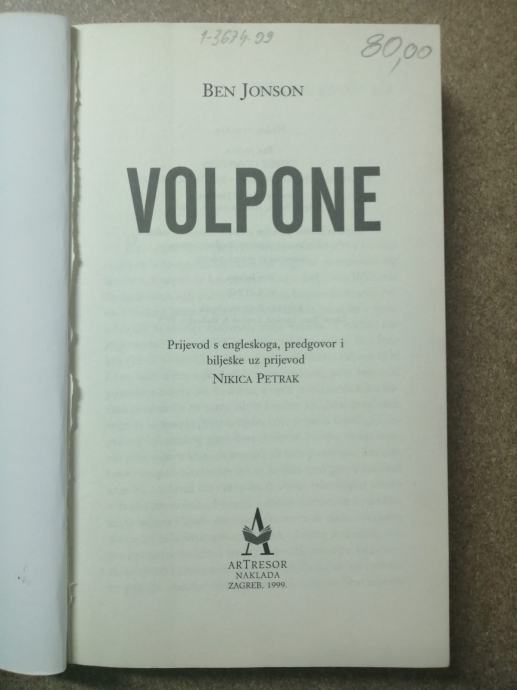 1-3674-99
80,00
BEN JONSON
VOLPONE
Prijevod s engleskoga, predgovor i
bilješke uz prijevod
NIKICA PETRAK
ARTRESOR
NAKLADA
ZAGREB, 1999.